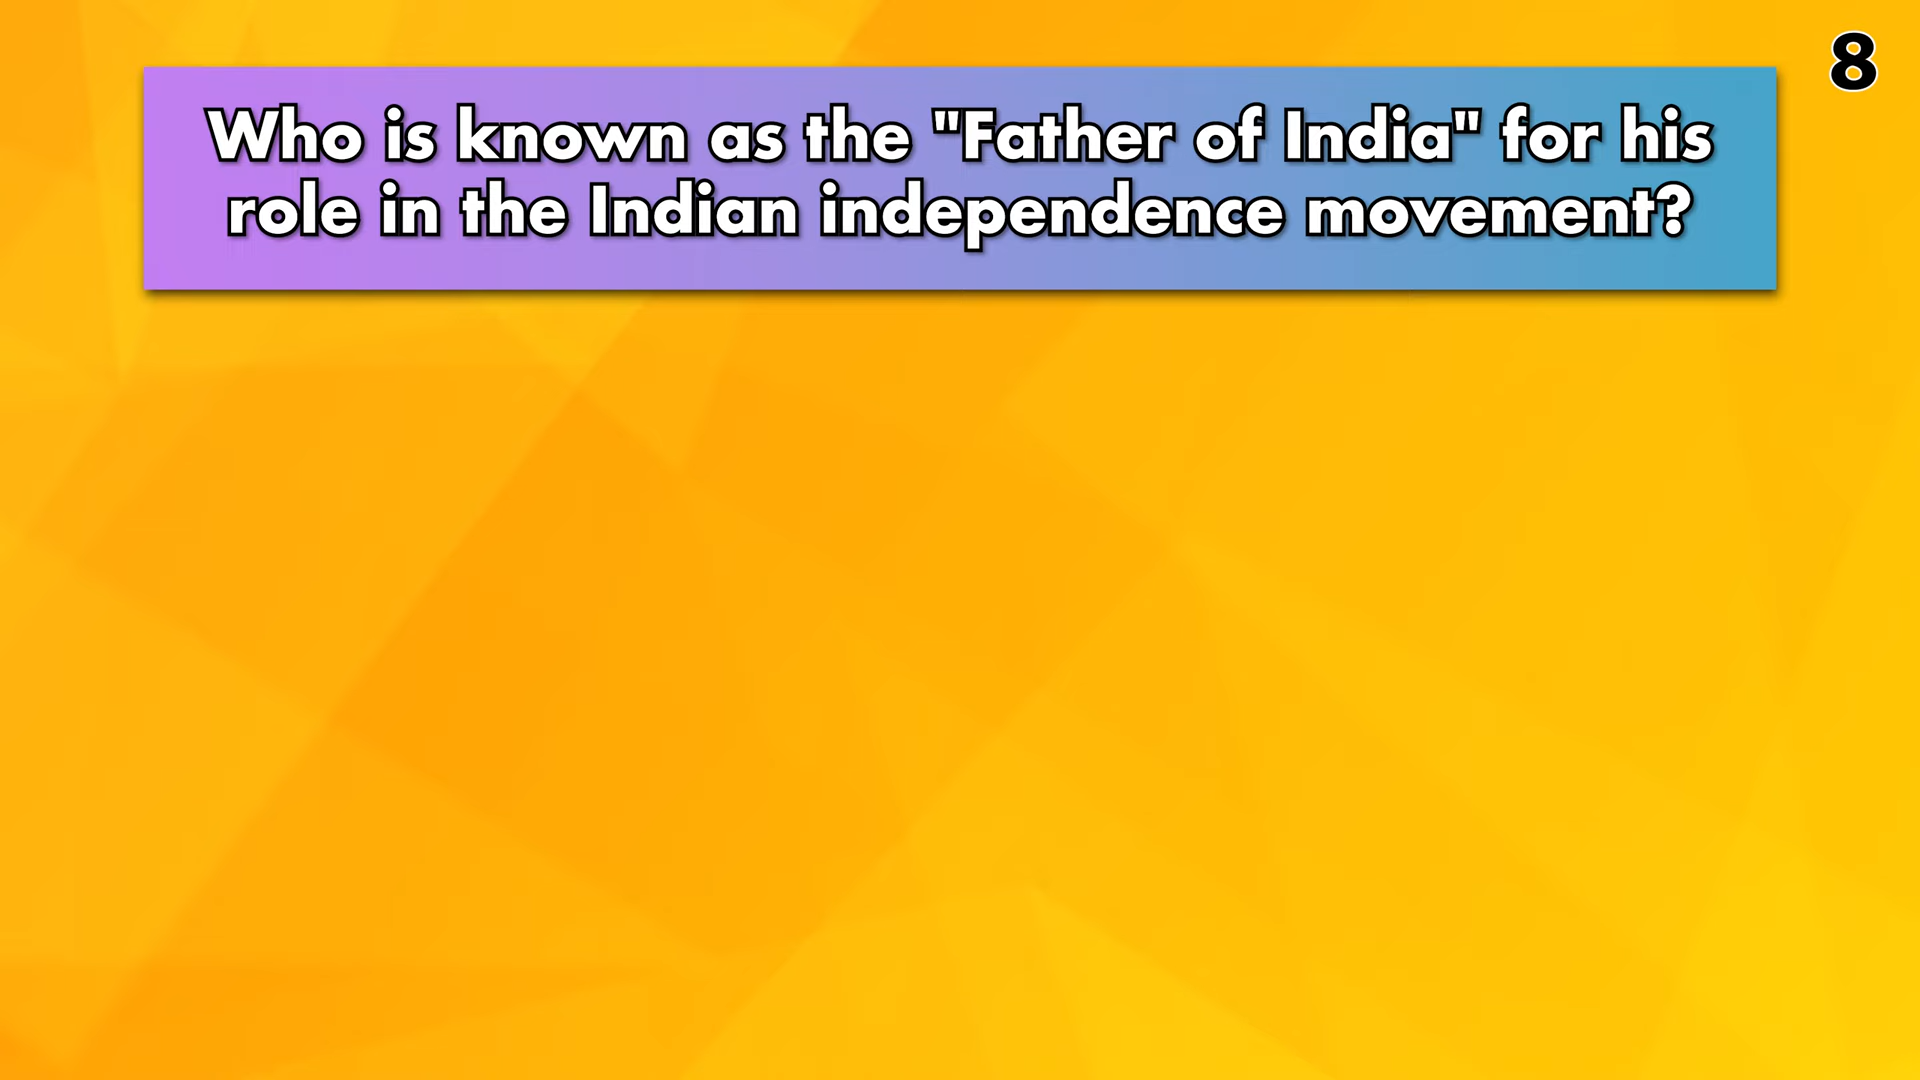 8
Who is known as the "Father of India" for his
role in the Indian independence movement?